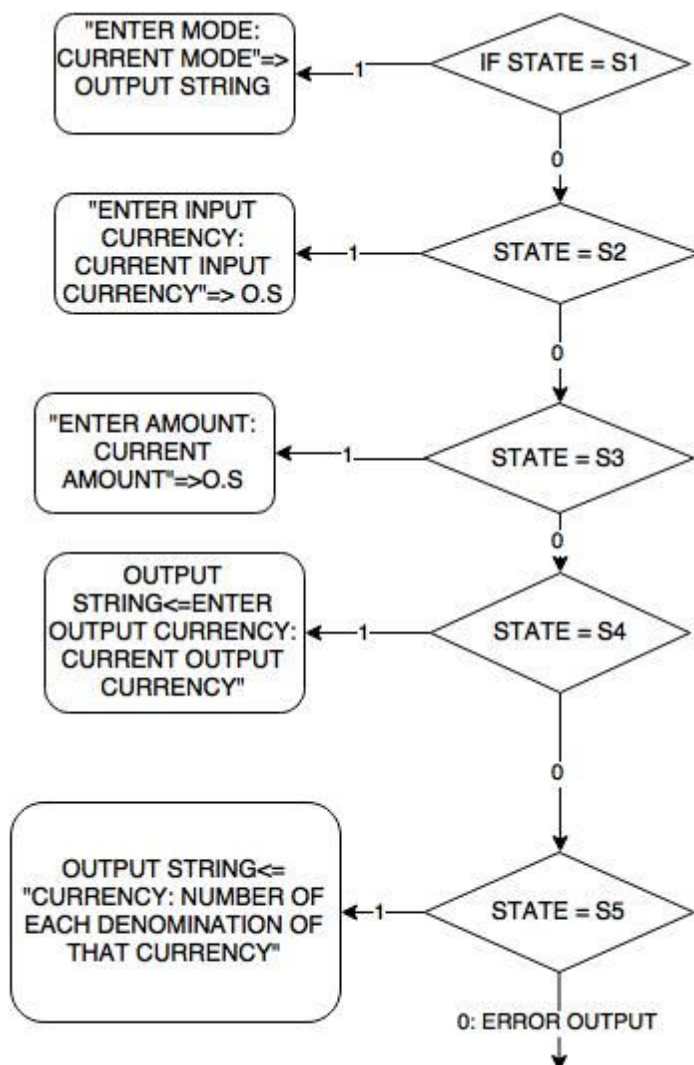 "ENTER MODE:
CURRENT MODE"=>
OUTPUT STRING
1
IF STATE = S1
0
"ENTER INPUT
CURRENCY:
CURRENT INPUT
CURRENCY"=> O.S
1
STATE = S2
0
"ENTER AMOUNT:
CURRENT
AMOUNT"=>O.S
1
STATE = S3
0
OUTPUT
STRING<=ENTER
OUTPUT CURRENCY:
CURRENT OUTPUT
CURRENCY"
1
STATE = S4
0
OUTPUT STRING<=
"CURRENCY: NUMBER OF
EACH DENOMINATION OF
THAT CURRENCY"
1
STATE = S5
0: ERROR OUTPUT